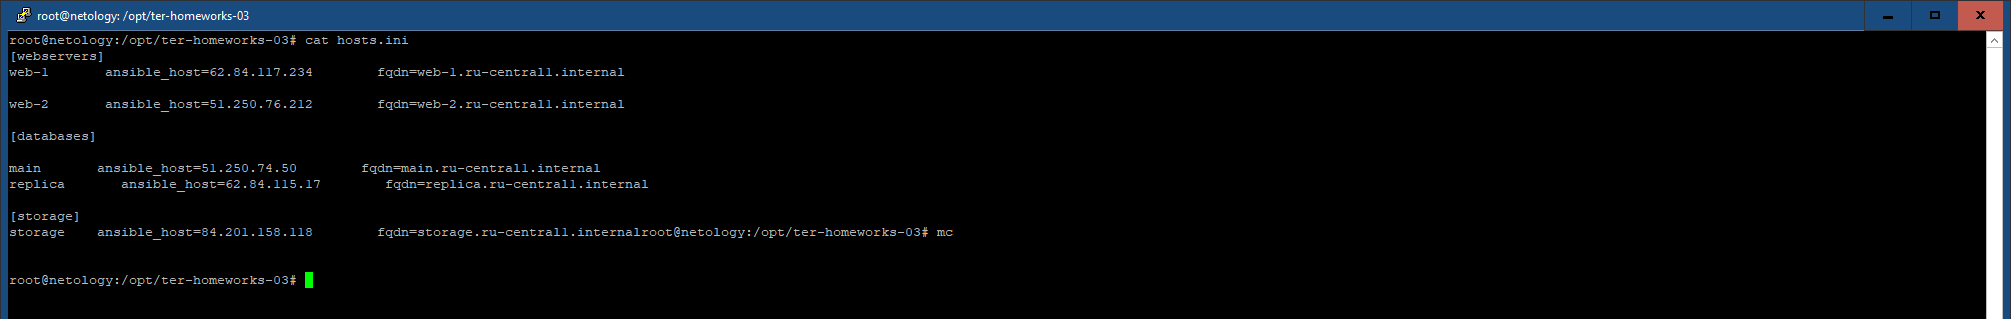 root@netology: /opt/ter-homeworks-03
root@netology:/opt/ter-homeworks-03# cat hosts.ini
[webservers]
web-1       ansible_host=62.84.117.234        fqdn=web-1.ru-central1.internal
web-2       ansible_host=51.250.76.212        fqdn=web-2.ru-central1.internal
[databases]
main       ansible_host=51.250.74.50        fqdn=main.ru-central1.internal
replica       ansible_host=62.84.115.17        fqdn=replica.ru-central1.internal
[storage]
storage    ansible_host=84.201.158.118        fqdn=storage.ru-central1.internalroot@netology:/opt/ter-homeworks-03# mc
root@netology:/opt/ter-homeworks-03#